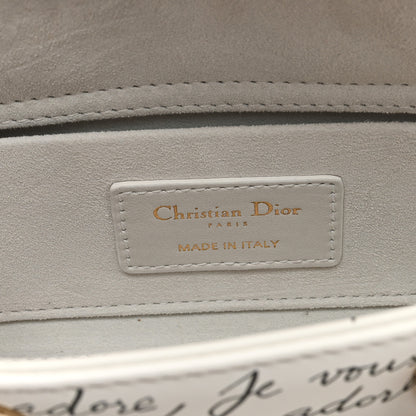 Christian Dior
PARIS
MADE IN ITALY
adore, Je vous
adore